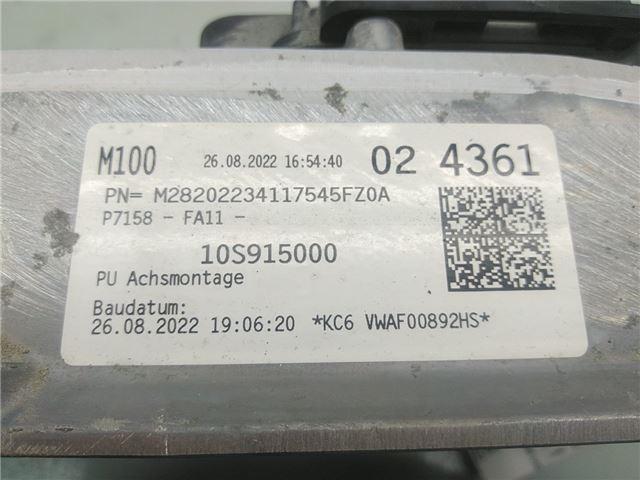 M100 26.08.2022 16:54:40 02 4361
PN= M28202234117545FZ0A
P7158 - FA11 -
10S915000
PU Achsmontage
Baudatum:
26.08.2022 19:06:20 *KC6 VWAF00892HS*